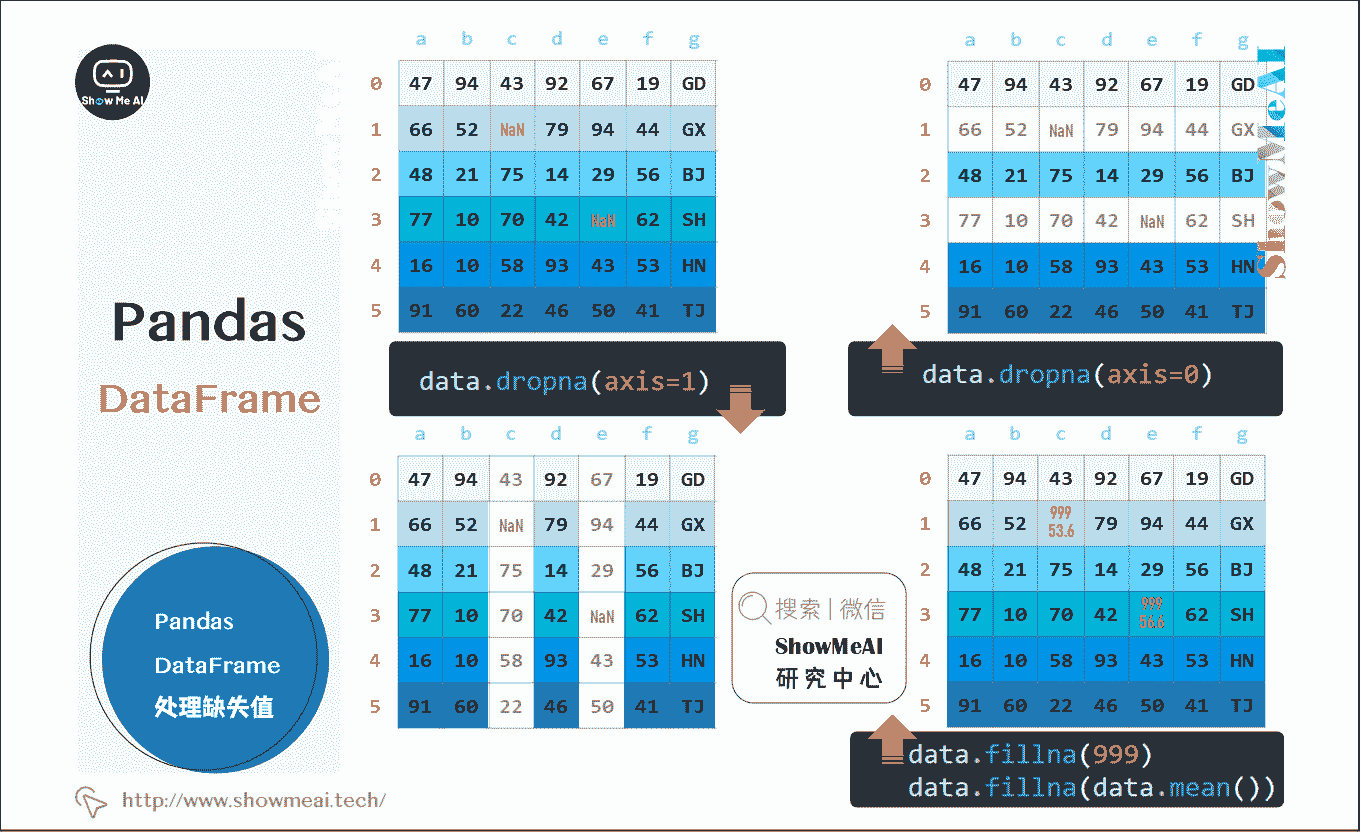 Show Me AI
Pandas
DataFrame
Pandas
DataFrame
处理缺失值
http://www.showmeai.tech/
a b c d e f g
0 47 94 43 92 67 19 GD
1 66 52 NaN 79 94 44 GX
2 48 21 75 14 29 56 BJ
3 77 10 70 42 NaN 62 SH
4 16 10 58 93 43 53 HN
5 91 60 22 46 50 41 TJ
data.dropna(axis=1)
a b c d e f g
0 47 94 43 92 67 19 GD
1 66 52 NaN 79 94 44 GX
2 48 21 75 14 29 56 BJ
3 77 10 70 42 NaN 62 SH
4 16 10 58 93 43 53 HN
5 91 60 22 46 50 41 TJ
a b c d e f g
0 47 94 43 92 67 19 GD
1 66 52 NaN 79 94 44 GX
2 48 21 75 14 29 56 BJ
3 77 10 70 42 NaN 62 SH
4 16 10 58 93 43 53 HN
5 91 60 22 46 50 41 TJ
ShowMeAI
data.dropna(axis=0)
a b c d e f g
0 47 94 43 92 67 19 GD
1 66 52 999 53.6 79 94 44 GX
2 48 21 75 14 29 56 BJ
3 77 10 70 42 999 56.6 62 SH
4 16 10 58 93 43 53 HN
5 91 60 22 46 50 41 TJ
data.fillna(999)
data.fillna(data.mean())
搜索 | 微信
ShowMeAI
研究中心